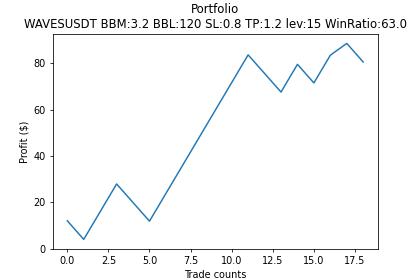 Portfolio
WAVESUSDT BBM:3.2 BBL:120 SL:0.8 TP:1.2 lev:15 WinRatio:63.0
80
60
40
20
0
Profit ($)
0.0 2.5 5.0 7.5 10.0 12.5 15.0 17.5
Trade counts